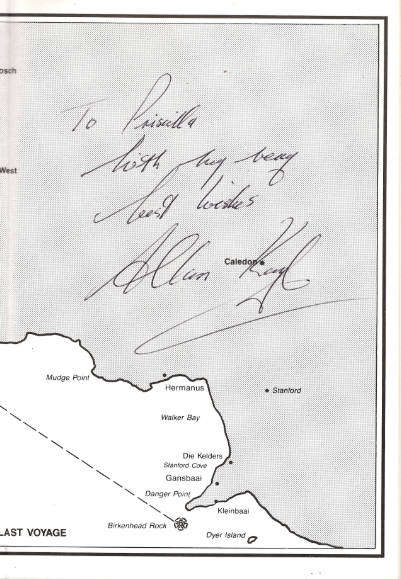 osch
To Priscilla
West
With my very
best wishes
Allan
Caledon
Mudge Point
Hermanus
Stanford
Walker Bay
Die Kelders
Stanford Cove
Gansbaai
Danger Point
Kleinbaai
Birkenhead Rock
LAST VOYAGE
Dyer Island